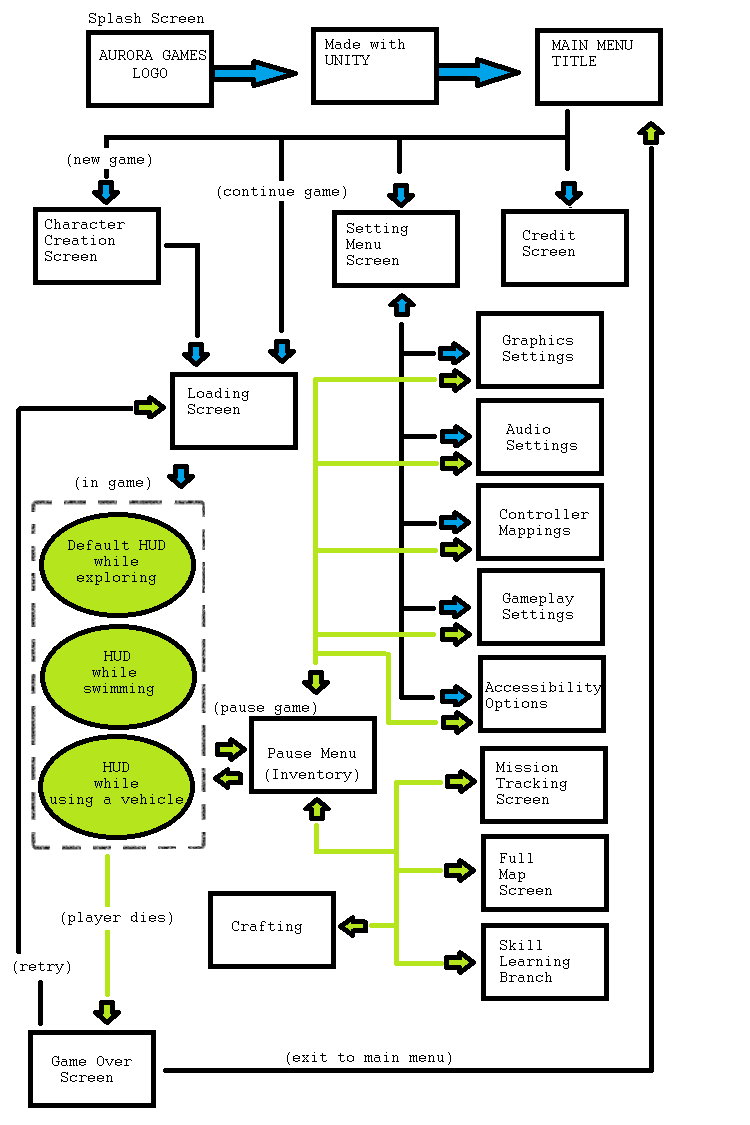 Splash Screen
AURORA GAMES
LOGO
Made with
UNITY
MAIN MENU
TITLE
(new game)
(continue game)
Character
Creation
Screen
Setting
Menu
Screen
Credit
Screen
Graphics
Settings
Loading
Screen
Audio
Settings
(in game)
Controller
Mappings
Default HUD
while
exploring
Gameplay
Settings
HUD
while
swimming
Accessibility
Options
(pause game)
Pause Menu
(Inventory)
HUD
while
using a vehicle
Mission
Tracking
Screen
Full
Map
Screen
(player dies)
Crafting
Skill
Learning
Branch
(retry)
Game Over
Screen
(exit to main menu)